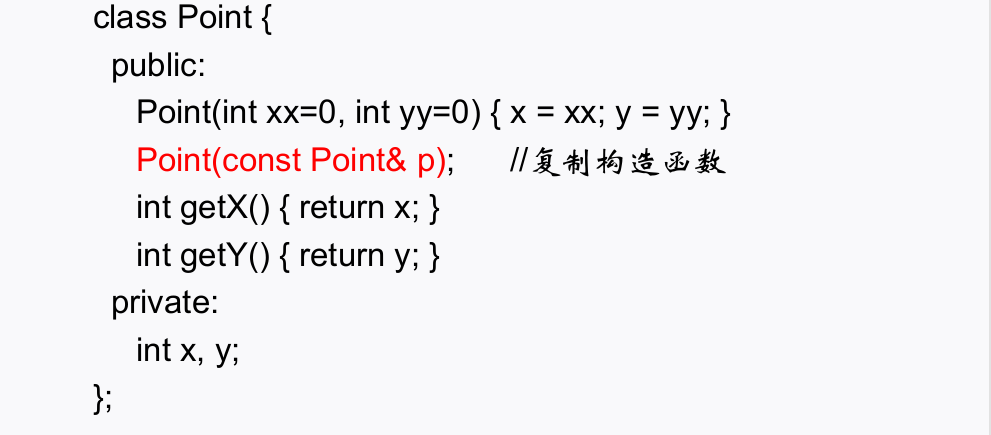 class Point {
public:
Point(int xx=0, int yy=0) { x = xx; y = yy; }
Point(const Point& p); //复制构造函数
int getX() { return x; }
int getY() { return y; }
private:
int x, y;
};